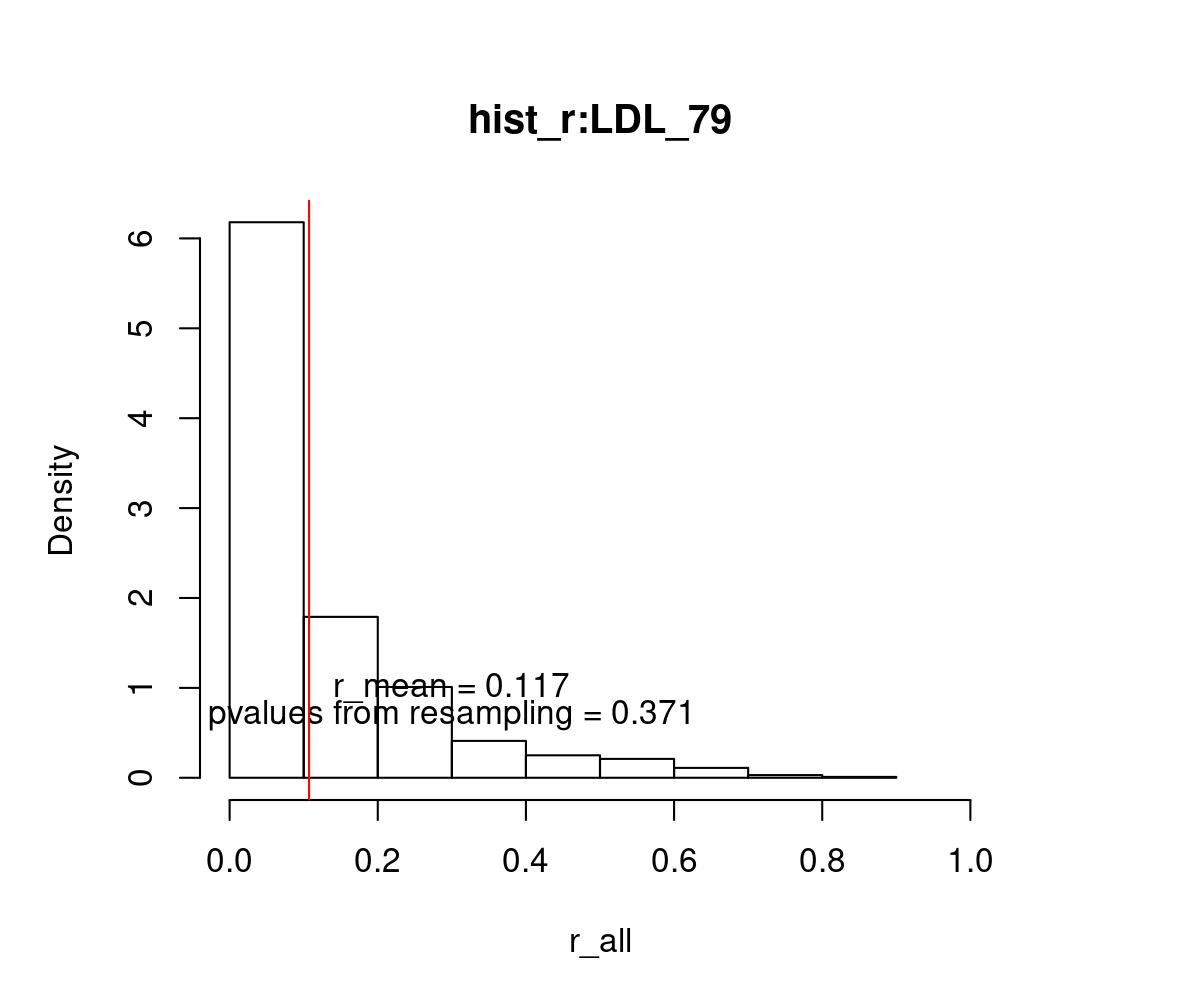 hist_r:LDL_79
Density
6
5
4
3
2
1
0
r_mean = 0.117
pvalues from resampling = 0.371
0.0 0.2 0.4 0.6 0.8 1.0
r_all